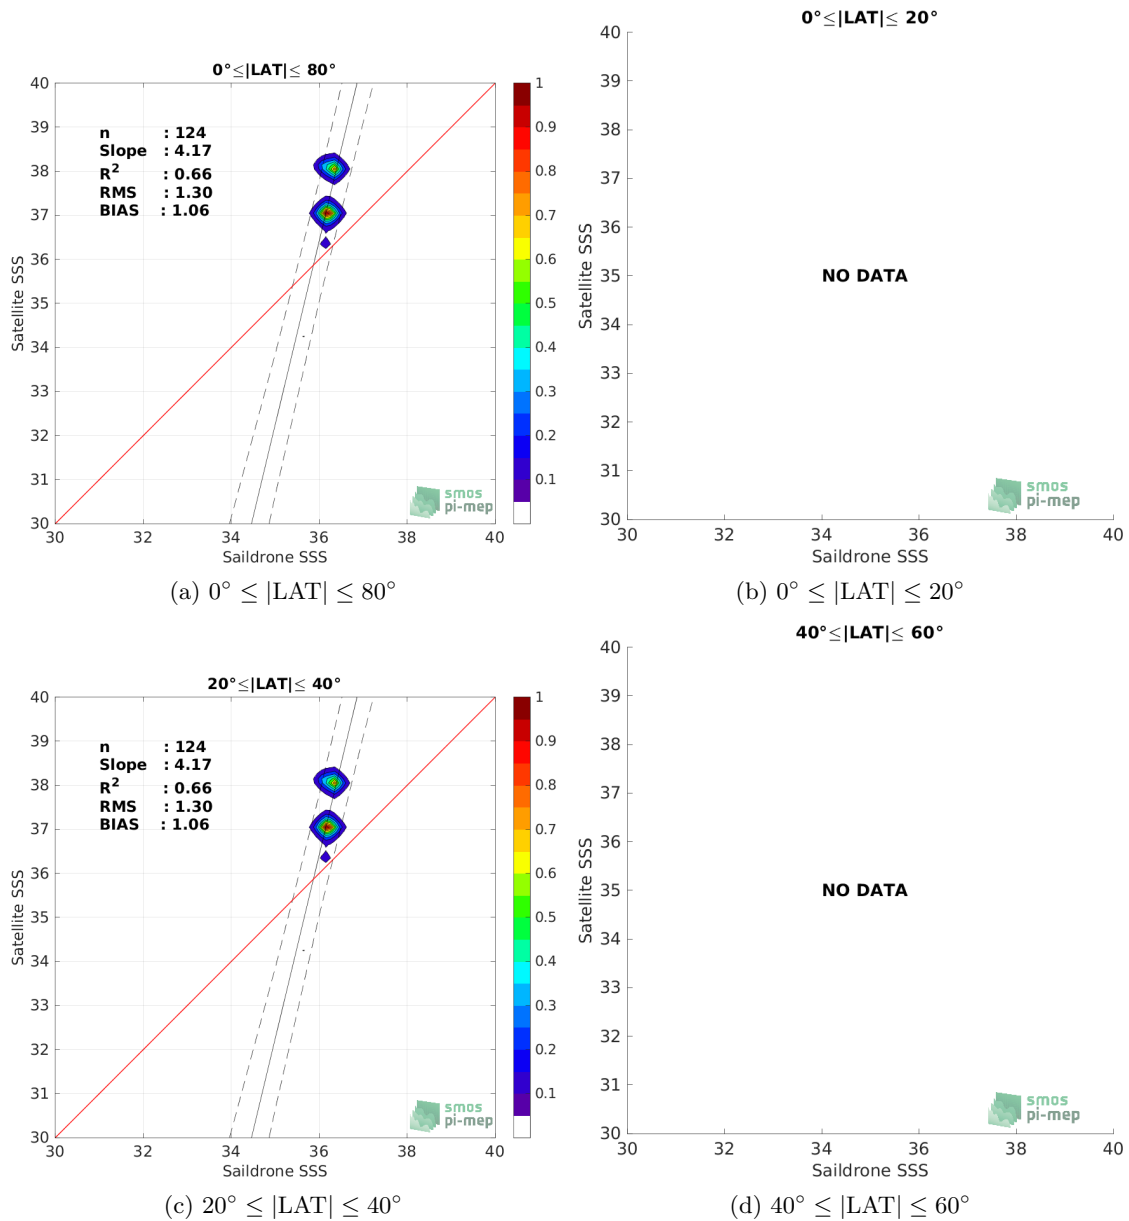 0°≤|LAT|≤ 80°
40
39
38
37
36
35
34
33
32
31
30
Satellite SSS
n : 124
Slope : 4.17
R² : 0.66
RMS : 1.30
BIAS : 1.06
smos
pi-mep
30 32 34 36 38 40
Saildrone SSS
1
0.9
0.8
0.7
0.6
0.5
0.4
0.3
0.2
0.1
(a) 0° ≤ |LAT| ≤ 80°
0°≤|LAT|≤ 20°
40
39
38
37
36
35
34
33
32
31
30
Satellite SSS
NO DATA
smos
pi-mep
30 32 34 36 38 40
Saildrone SSS
(b) 0° ≤ |LAT| ≤ 20°
20°≤|LAT|≤ 40°
40
39
38
37
36
35
34
33
32
31
30
Satellite SSS
n : 124
Slope : 4.17
R² : 0.66
RMS : 1.30
BIAS : 1.06
smos
pi-mep
30 32 34 36 38 40
Saildrone SSS
1
0.9
0.8
0.7
0.6
0.5
0.4
0.3
0.2
0.1
(c) 20° ≤ |LAT| ≤ 40°
40°≤|LAT|≤ 60°
40
39
38
37
36
35
34
33
32
31
30
Satellite SSS
NO DATA
smos
pi-mep
30 32 34 36 38 40
Saildrone SSS
(d) 40° ≤ |LAT| ≤ 60°